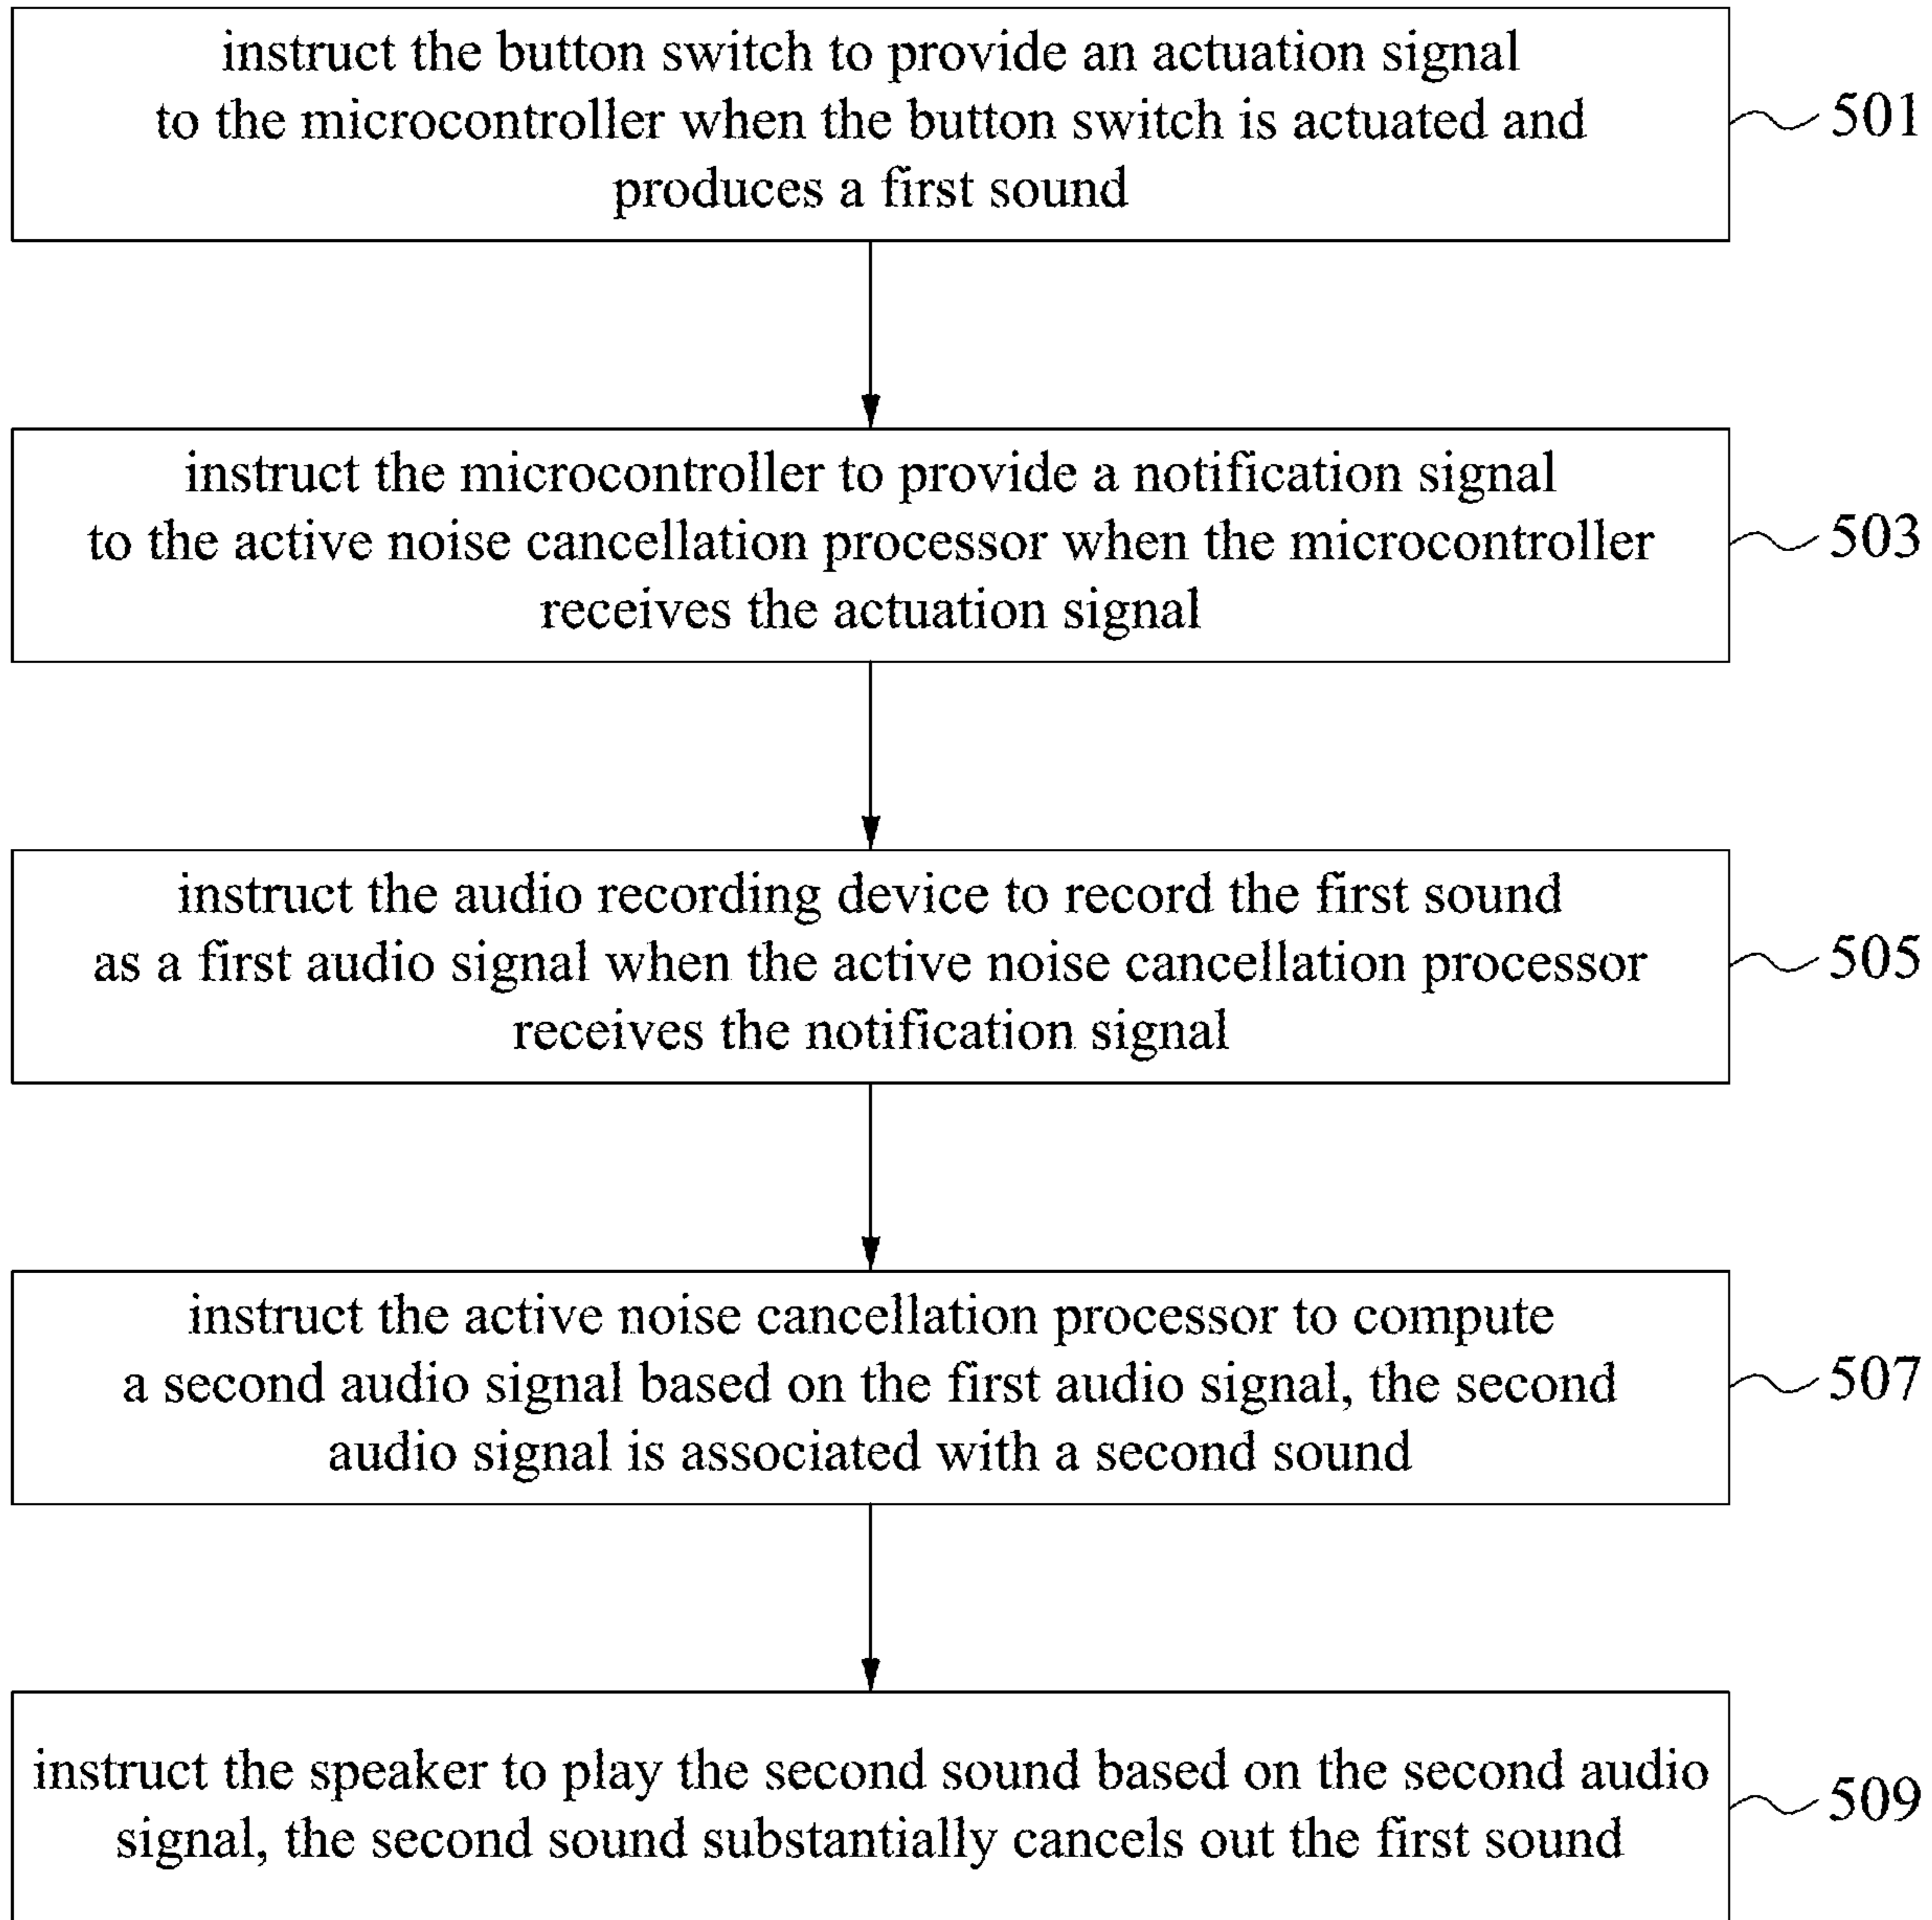 instruct the button switch to provide an actuation signal
to the microcontroller when the button switch is actuated and
produces a first sound
501
instruct the microcontroller to provide a notification signal
to the active noise cancellation processor when the microcontroller
receives the actuation signal
503
instruct the audio recording device to record the first sound
as a first audio signal when the active noise cancellation processor
receives the notification signal
505
instruct the active noise cancellation processor to compute
a second audio signal based on the first audio signal, the second
audio signal is associated with a second sound
507
instruct the speaker to play the second sound based on the second audio
signal, the second sound substantially cancels out the first sound
509